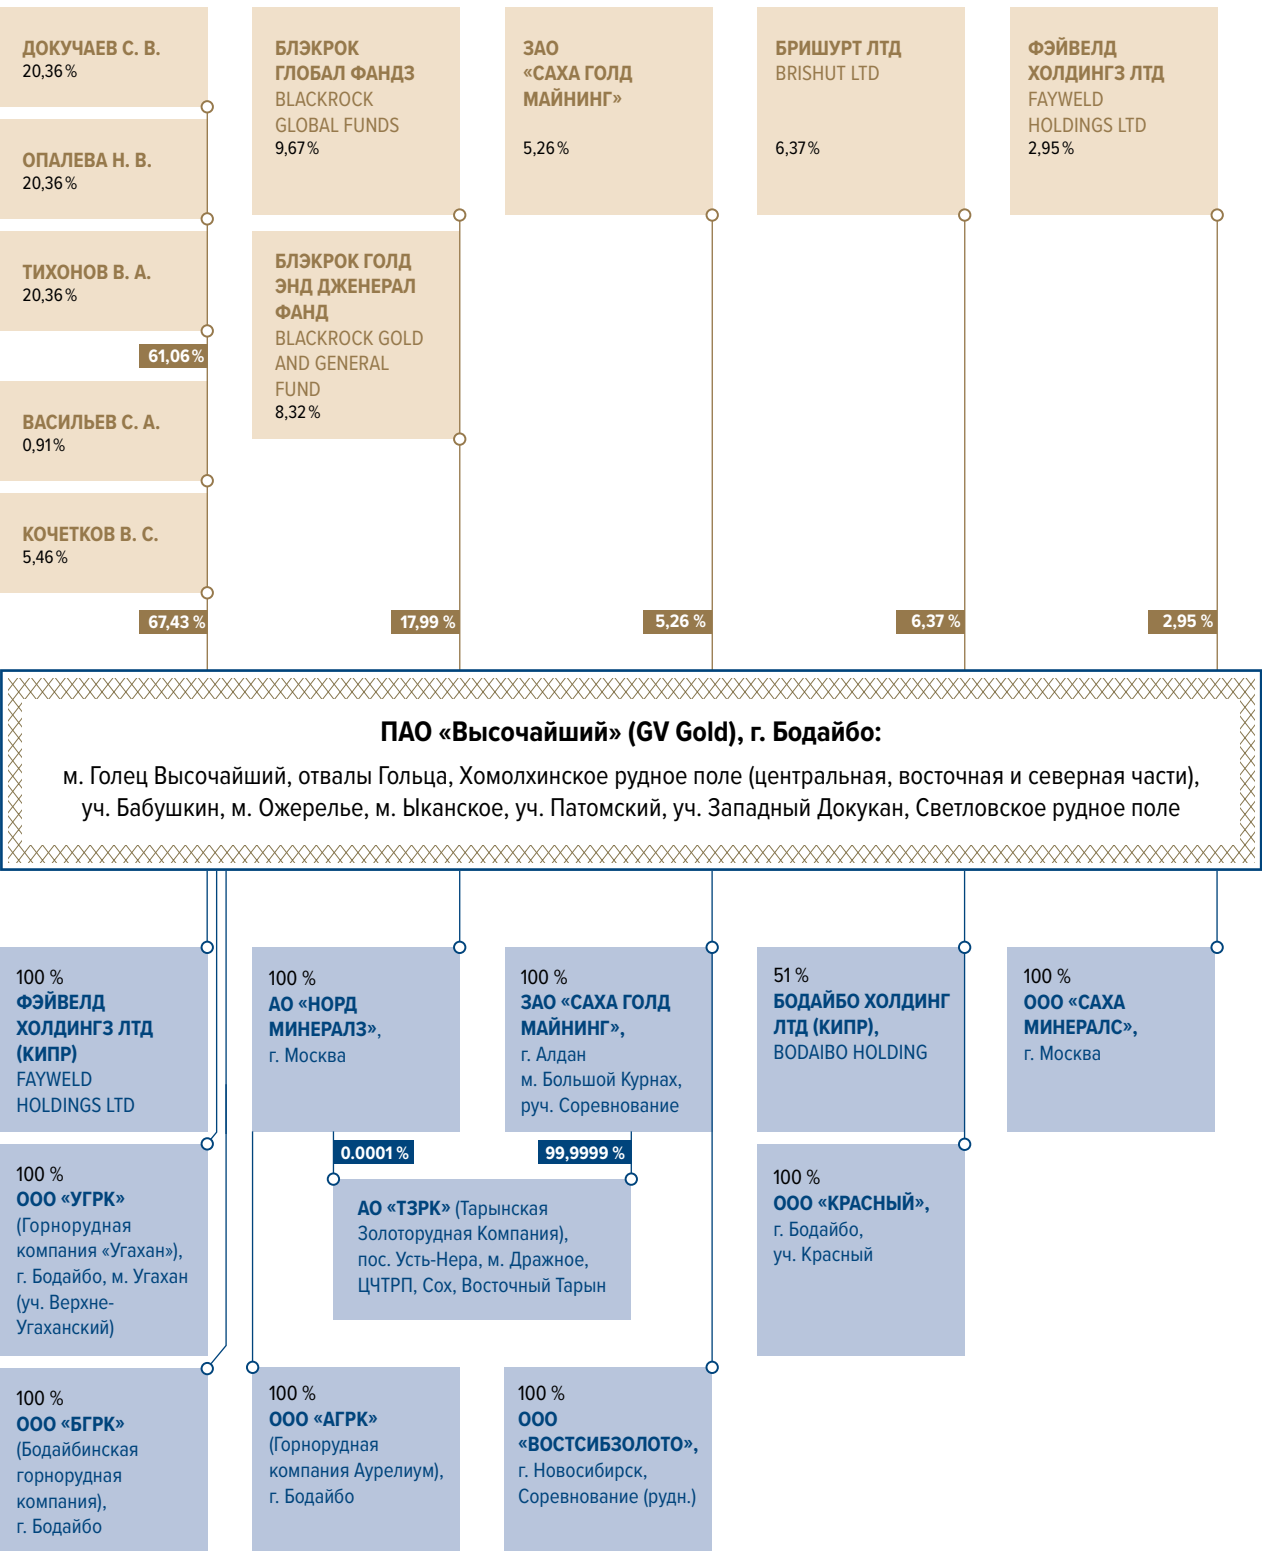 ДОКУЧАЕВ С. В.
20,36 %
ОПАЛЕВА Н. В.
20,36 %
ТИХОНОВ В. А.
20,36 %
61,06 %
ВАСИЛЬЕВ С. А.
0,91 %
КОЧЕТКОВ В. С.
5,46 %
67,43 %
БЛЭКРОК
ГЛОБАЛ ФАНДЗ
BLACKROCK
GLOBAL FUNDS
9,67 %
БЛЭКРОК ГОЛД
ЭНД ДЖЕНЕРАЛ
ФАНД
BLACKROCK GOLD
AND GENERAL
FUND
8,32 %
17,99 %
ЗАО
«САХА ГОЛД
МАЙНИНГ»
5,26 %
5,26 %
БРИШУРТ ЛТД
BRISHUT LTD
6,37 %
6,37 %
ФЭЙВЕЛД
ХОЛДИНГЗ ЛТД
FAYWELD
HOLDINGS LTD
2,95 %
2,95 %
ПАО «Высочайший» (GV Gold), г. Бодайбо:
м. Голец Высочайший, отвалы Гольца, Хомолхинское рудное поле (центральная, восточная и северная части),
уч. Бабушкин, м. Ожерелье, м. Ыканское, уч. Патомский, уч. Западный Докукан, Светловское рудное поле
100 %
ФЭЙВЕЛД
ХОЛДИНГЗ ЛТД
(КИПР)
FAYWELD
HOLDINGS LTD
100 %
ООО «УГРК»
(Горнорудная
компания «Угахан»),
г. Бодайбо, м. Угахан
(уч. Верхне-
Угаханский)
100 %
ООО «БГРК»
(Бодайбинская
горнорудная
компания),
г. Бодайбо
100 %
АО «НОРД
МИНЕРАЛЗ»,
г. Москва
100 %
ЗАО «САХА ГОЛД
МАЙНИНГ»,
г. Алдан
м. Большой Курнах,
руч. Соревнование
0.0001 %
99,9999 %
АО «ТЗРК» (Тарынская
Золоторудная Компания),
пос. Усть-Нера, м. Дражное,
ЦЧТРП, Сох, Восточный Тарын
100 %
ООО «АГРК»
(Горнорудная
компания Аурелиум),
г. Бодайбо
100 %
ООО
«ВОСТСИБЗОЛОТО»,
г. Новосибирск,
Соревнование (рудн.)
51 %
БОДАЙБО ХОЛДИНГ
ЛТД (КИПР),
BODAIBO HOLDING
100 %
ООО «КРАСНЫЙ»,
г. Бодайбо,
уч. Красный
100 %
ООО «САХА
МИНЕРАЛС»,
г. Москва